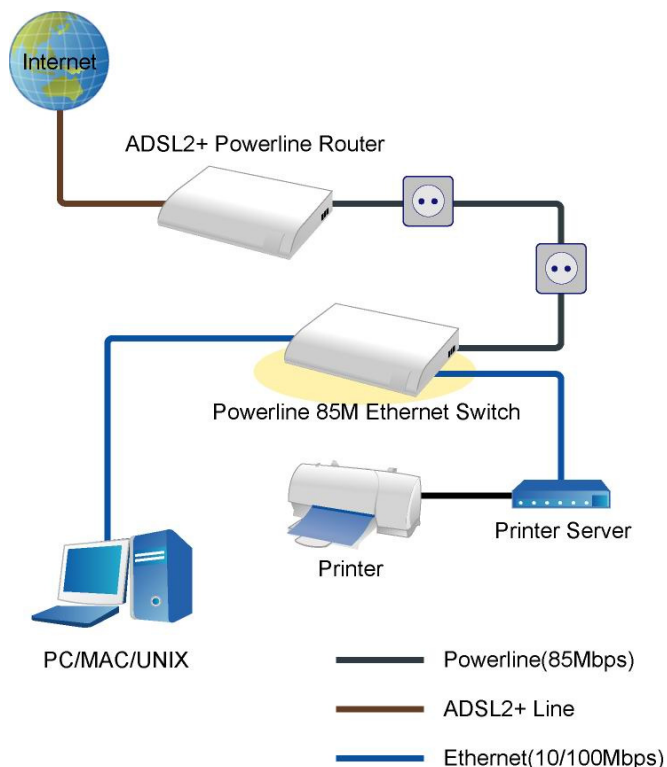 Internet
ADSL2+ Powerline Router
Powerline 85M Ethernet Switch
Printer Server
Printer
PC/MAC/UNIX
Powerline(85Mbps)
ADSL2+ Line
Ethernet(10/100Mbps)